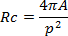 Rc = 4πA / p²